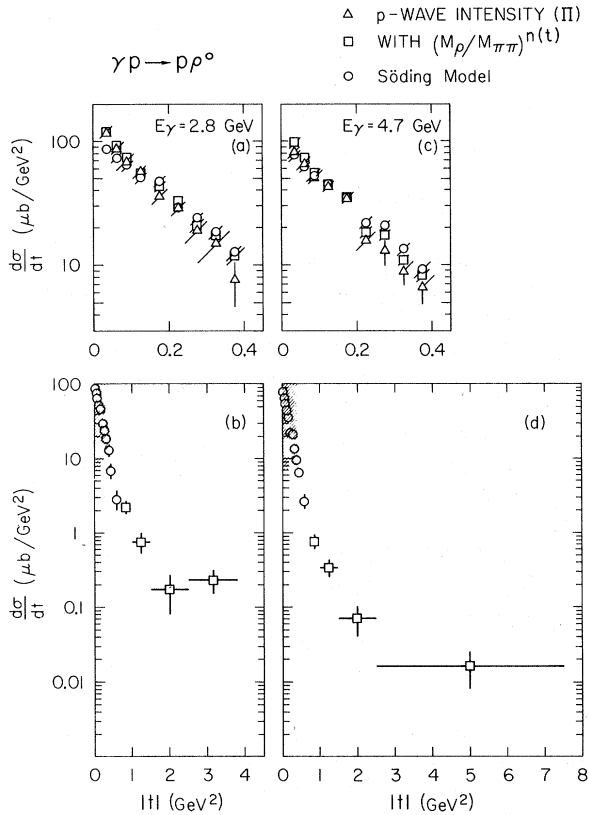 △ p-WAVE INTENSITY (Π)
□ WITH (Mρ/Mππ)^n(t)
○ Söding Model
γp → pρ°
Eγ = 2.8 GeV
(a)
Eγ = 4.7 GeV
(c)
dσ/dt (μb/GeV²)
100
10
0 0.2 0.4
0 0.2 0.4
dσ/dt (μb/GeV²)
100
10
1
0.1
0.01
(b)
(d)
0 1 2 3 4
0 1 2 3 4 5 6 7 8
|t| (GeV²)
|t| (GeV²)